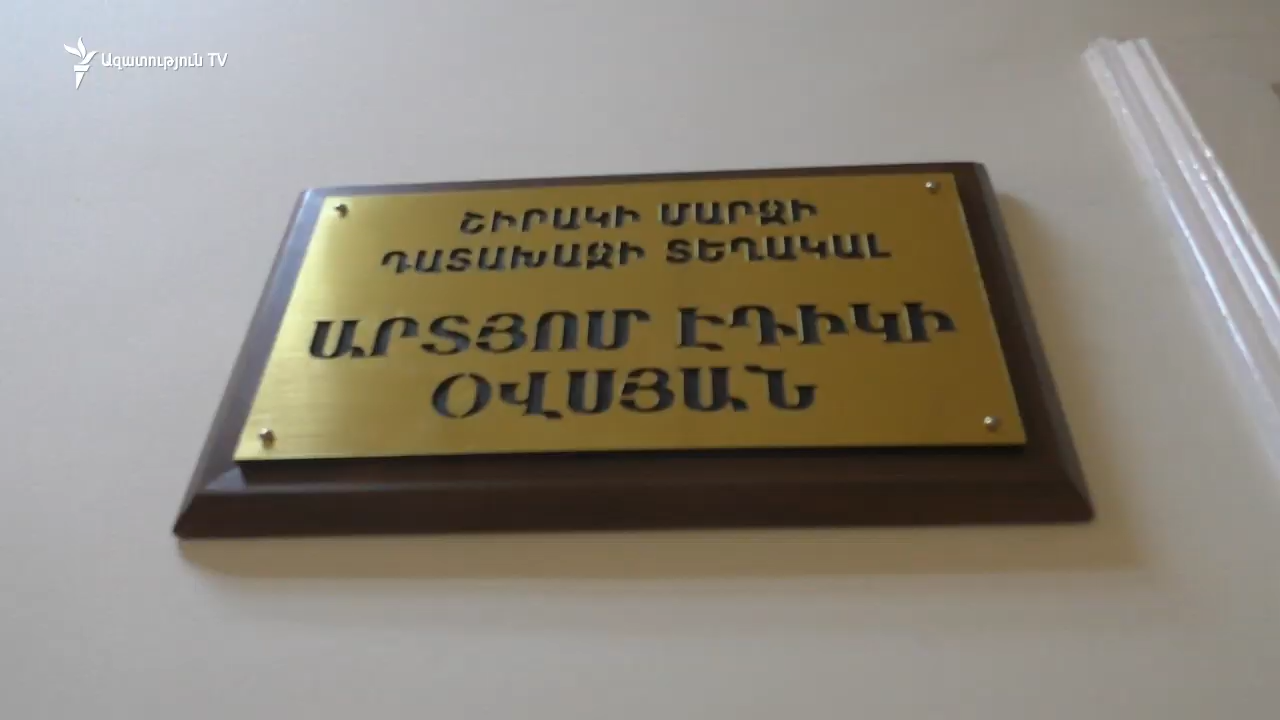 Ազատություն TV
ՇԻՐԱԿԻ ՄԱՐԶԻ
ԴԱՏԱԽԱԶԻ ՏԵՂԱԿԱԼ
ԱՐՏՅՈՄ ԷԴԻԿԻ
ՕՎՍՅԱՆ